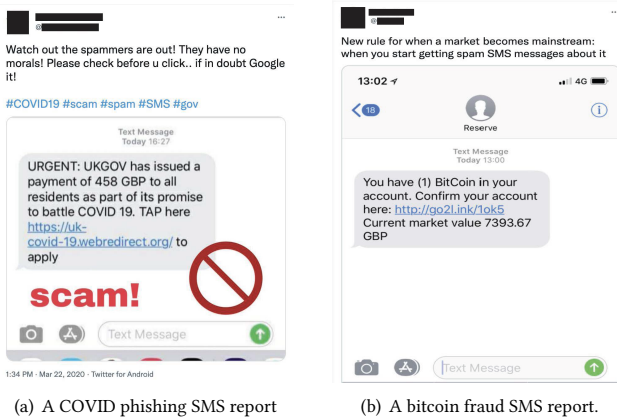 @
Watch out the spammers are out! They have no
morals! Please check before u click.. if in doubt Google
it!
#COVID19 #scam #spam #SMS #gov
Text Message
Today 16:27
URGENT: UKGOV has issued a
payment of 458 GBP to all
residents as part of its promise
to battle COVID 19. TAP here
https://uk-
covid-19.webredirect.org/ to
apply
scam!
Text Message
1:34 PM · Mar 22, 2020 · Twitter for Android
(a) A COVID phishing SMS report
@
New rule for when a market becomes mainstream:
when you start getting spam SMS messages about it
13:02
4G
18
Reserve
Text Message
Today 13:00
You have (1) BitCoin in your
account. Confirm your account
here: http://go2l.ink/1ok5
Current market value 7393.67
GBP
Text Message
(b) A bitcoin fraud SMS report.